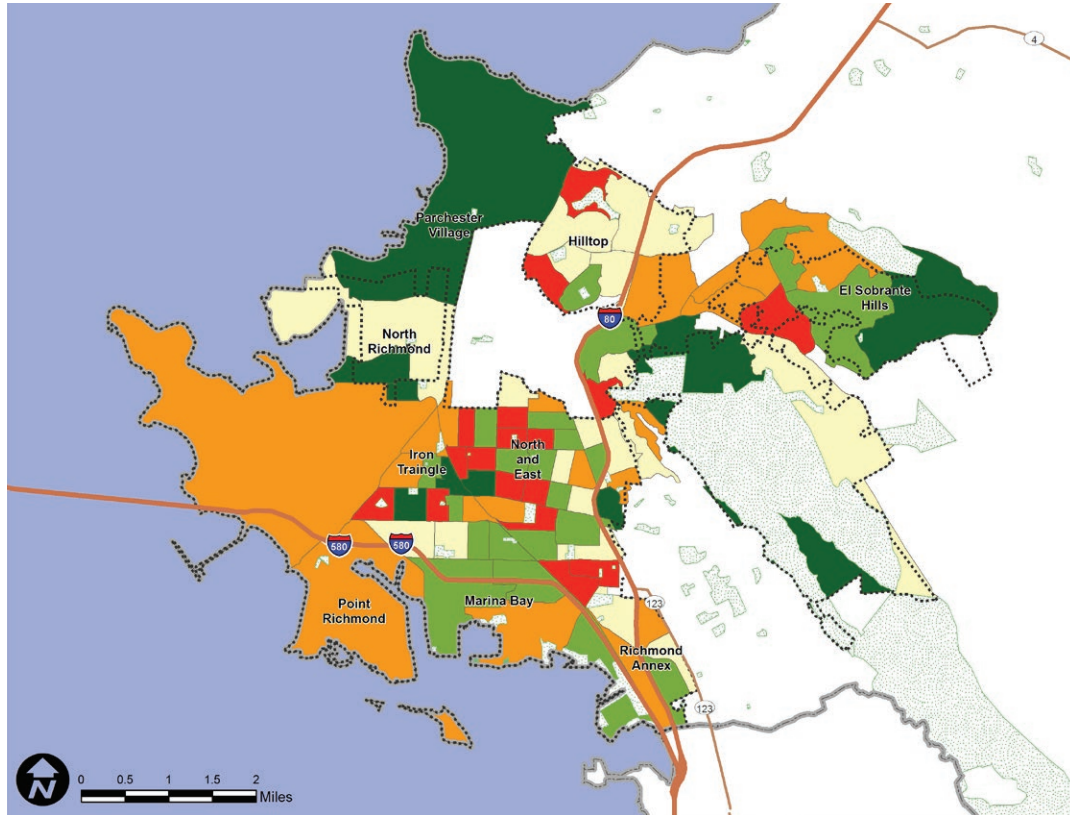 4
Parchester
Village
Hilltop
El Sobrante
Hills
80
North
Richmond
Iron
Traingle
North
and
East
580
580
Point
Richmond
Marina Bay
123
Richmond
Annex
123
N
0 0.5 1 1.5 2
Miles